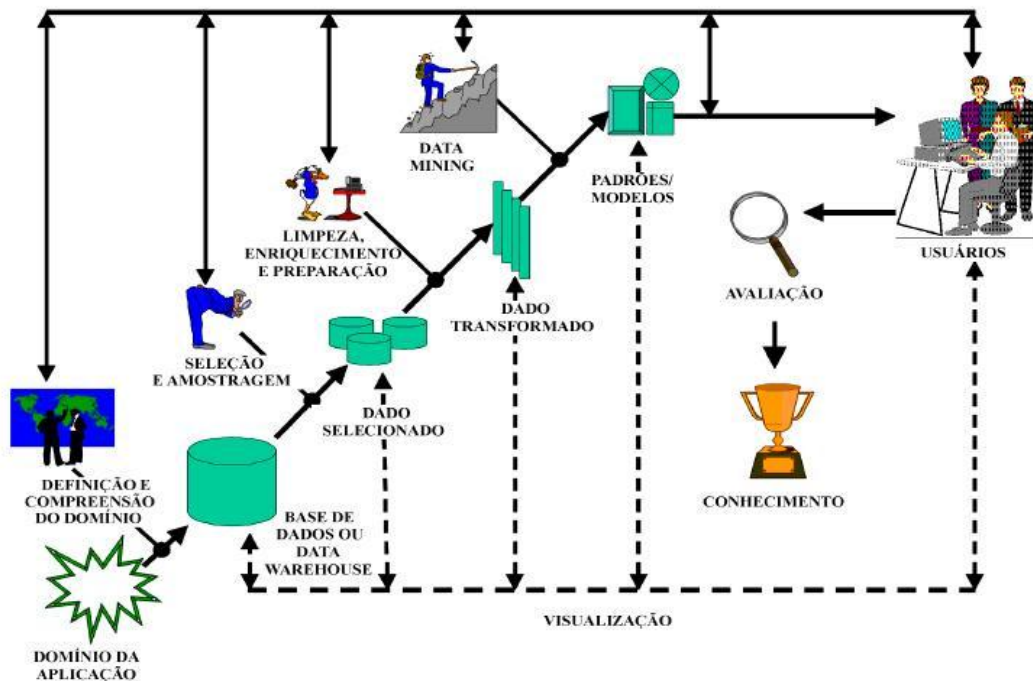 DATA
MINING
PADRÕES/
MODELOS
LIMPEZA,
ENRIQUECIMENTO
E PREPARAÇÃO
USUÁRIOS
AVALIAÇÃO
DADO
TRANSFORMADO
SELEÇÃO
E AMOSTRAGEM
DADO
SELECIONADO
DEFINIÇÃO E
COMPREENSÃO
DO DOMÍNIO
CONHECIMENTO
BASE DE
DADOS OU
DATA
WAREHOUSE
VISUALIZAÇÃO
DOMÍNIO DA
APLICAÇÃO